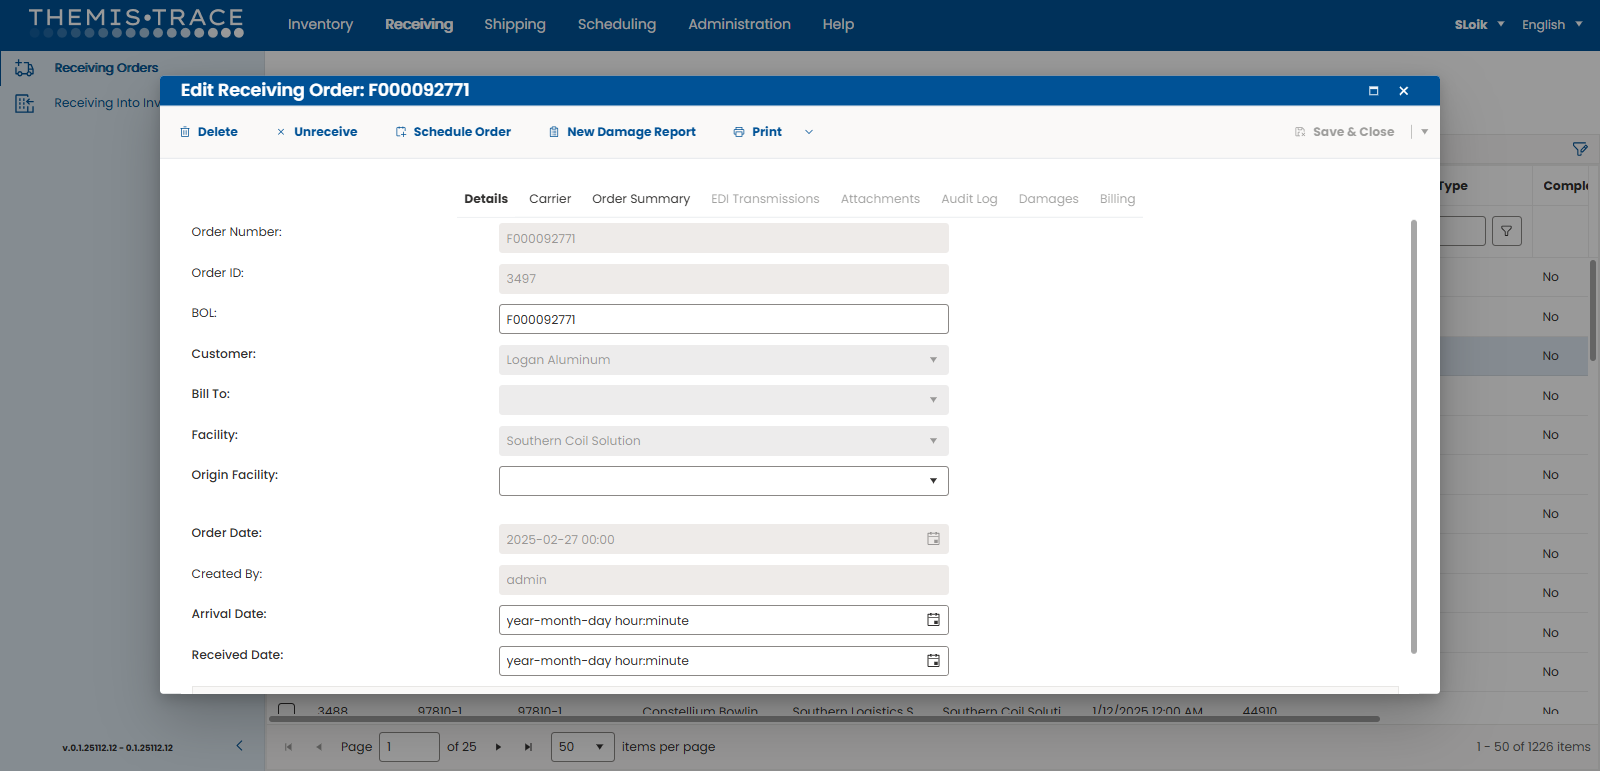 THEMIS•TRACE
Inventory Receiving Shipping Scheduling Administration Help
SLoik English
Receiving Orders
Receiving Into Inv
Edit Receiving Order: F000092771
Delete Unreceive Schedule Order New Damage Report Print Save & Close
Details Carrier Order Summary EDI Transmissions Attachments Audit Log Damages Billing
Order Number: F000092771
Order ID: 3497
BOL: F000092771
Customer: Logan Aluminum
Bill To:
Facility: Southern Coil Solution
Origin Facility:
Order Date: 2025-02-27 00:00
Created By: admin
Arrival Date: year-month-day hour:minute
Received Date: year-month-day hour:minute
Type Comple
No
No
No
No
No
No
No
No
No
No
No
3488 97810-1 97810-1 Constellium Bowlin Southern Logistics S Southern Coil Soluti 1/12/2025 12:00 AM 44910 No
v.0.1.25112.12 - 0.1.25112.12
Page 1 of 25 50 items per page 1 - 50 of 1226 items